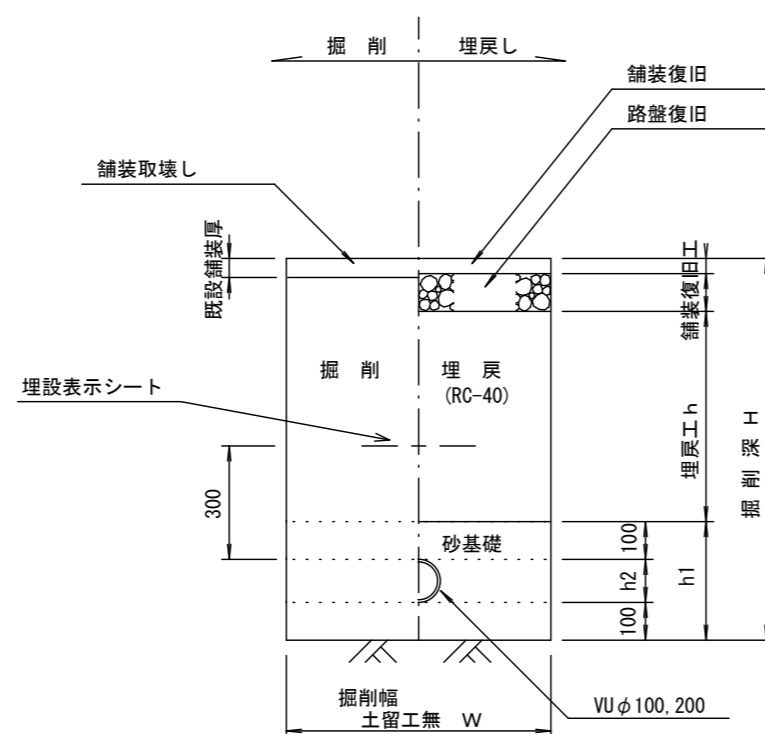 掘 削
埋戻し
舗装復旧
路盤復旧
舗装取壊し
既設舗装厚
舗装復旧工
掘 削
埋 戻
(RC-40)
埋設表示シート
埋戻工h
掘 削 深 H
300
砂基礎
100
h2
100
h1
掘削幅
土留工無 W
VUφ100,200